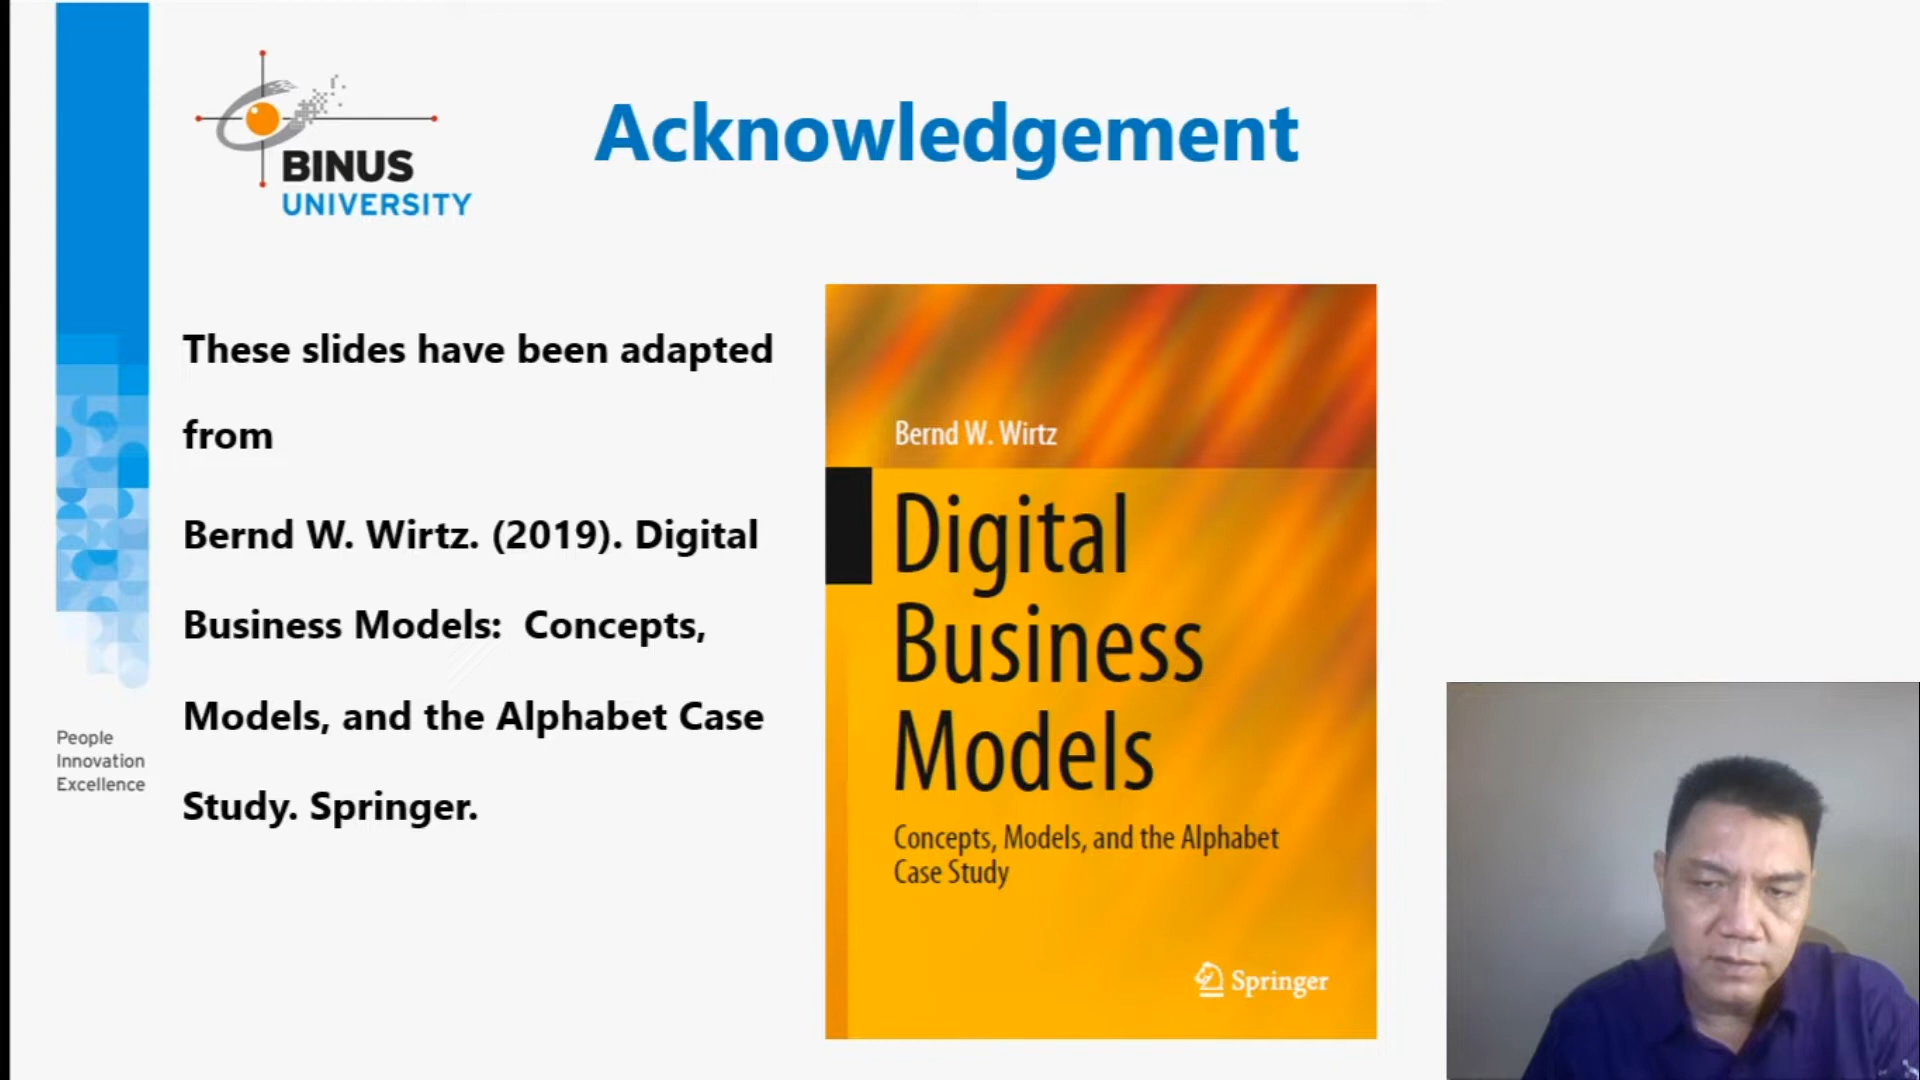 BINUS
UNIVERSITY
Acknowledgement
These slides have been adapted
from
Bernd W. Wirtz. (2019). Digital
Business Models:  Concepts,
Models, and the Alphabet Case
Study. Springer.
People
Innovation
Excellence
Bernd W. Wirtz
Digital
Business
Models
Concepts, Models, and the Alphabet
Case Study
Springer